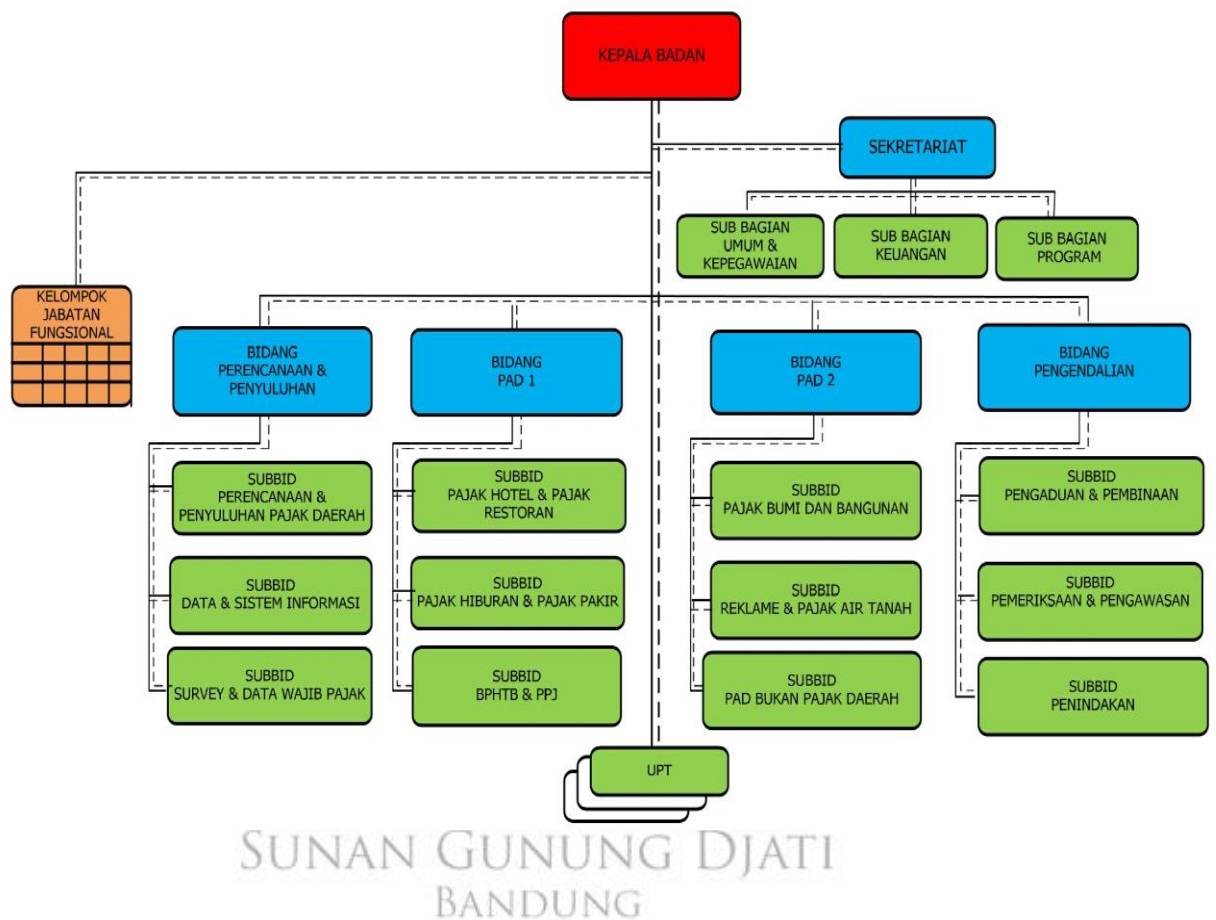 KEPALA BADAN
SEKRETARIAT
SUB BAGIAN
UMUM &
KEPEGAWAIAN
SUB BAGIAN
KEUANGAN
SUB BAGIAN
PROGRAM
KELOMPOK
JABATAN
FUNGSIONAL
BIDANG
PERENCANAAN &
PENYULUHAN
BIDANG
PAD 1
BIDANG
PAD 2
BIDANG
PENGENDALIAN
SUBBID
PERENCANAAN &
PENYULUHAN PAJAK DAERAH
SUBBID
PAJAK HOTEL & PAJAK
RESTORAN
SUBBID
PAJAK BUMI DAN BANGUNAN
SUBBID
PENGADUAN & PEMBINAAN
SUBBID
DATA & SISTEM INFORMASI
SUBBID
PAJAK HIBURAN & PAJAK PAKIR
SUBBID
REKLAME & PAJAK AIR TANAH
SUBBID
PEMERIKSAAN & PENGAWASAN
SUBBID
SURVEY & DATA WAJIB PAJAK
SUBBID
BPHTB & PPJ
SUBBID
PAD BUKAN PAJAK DAERAH
SUBBID
PENINDAKAN
UPT
SUNAN GUNUNG DJATI
BANDUNG